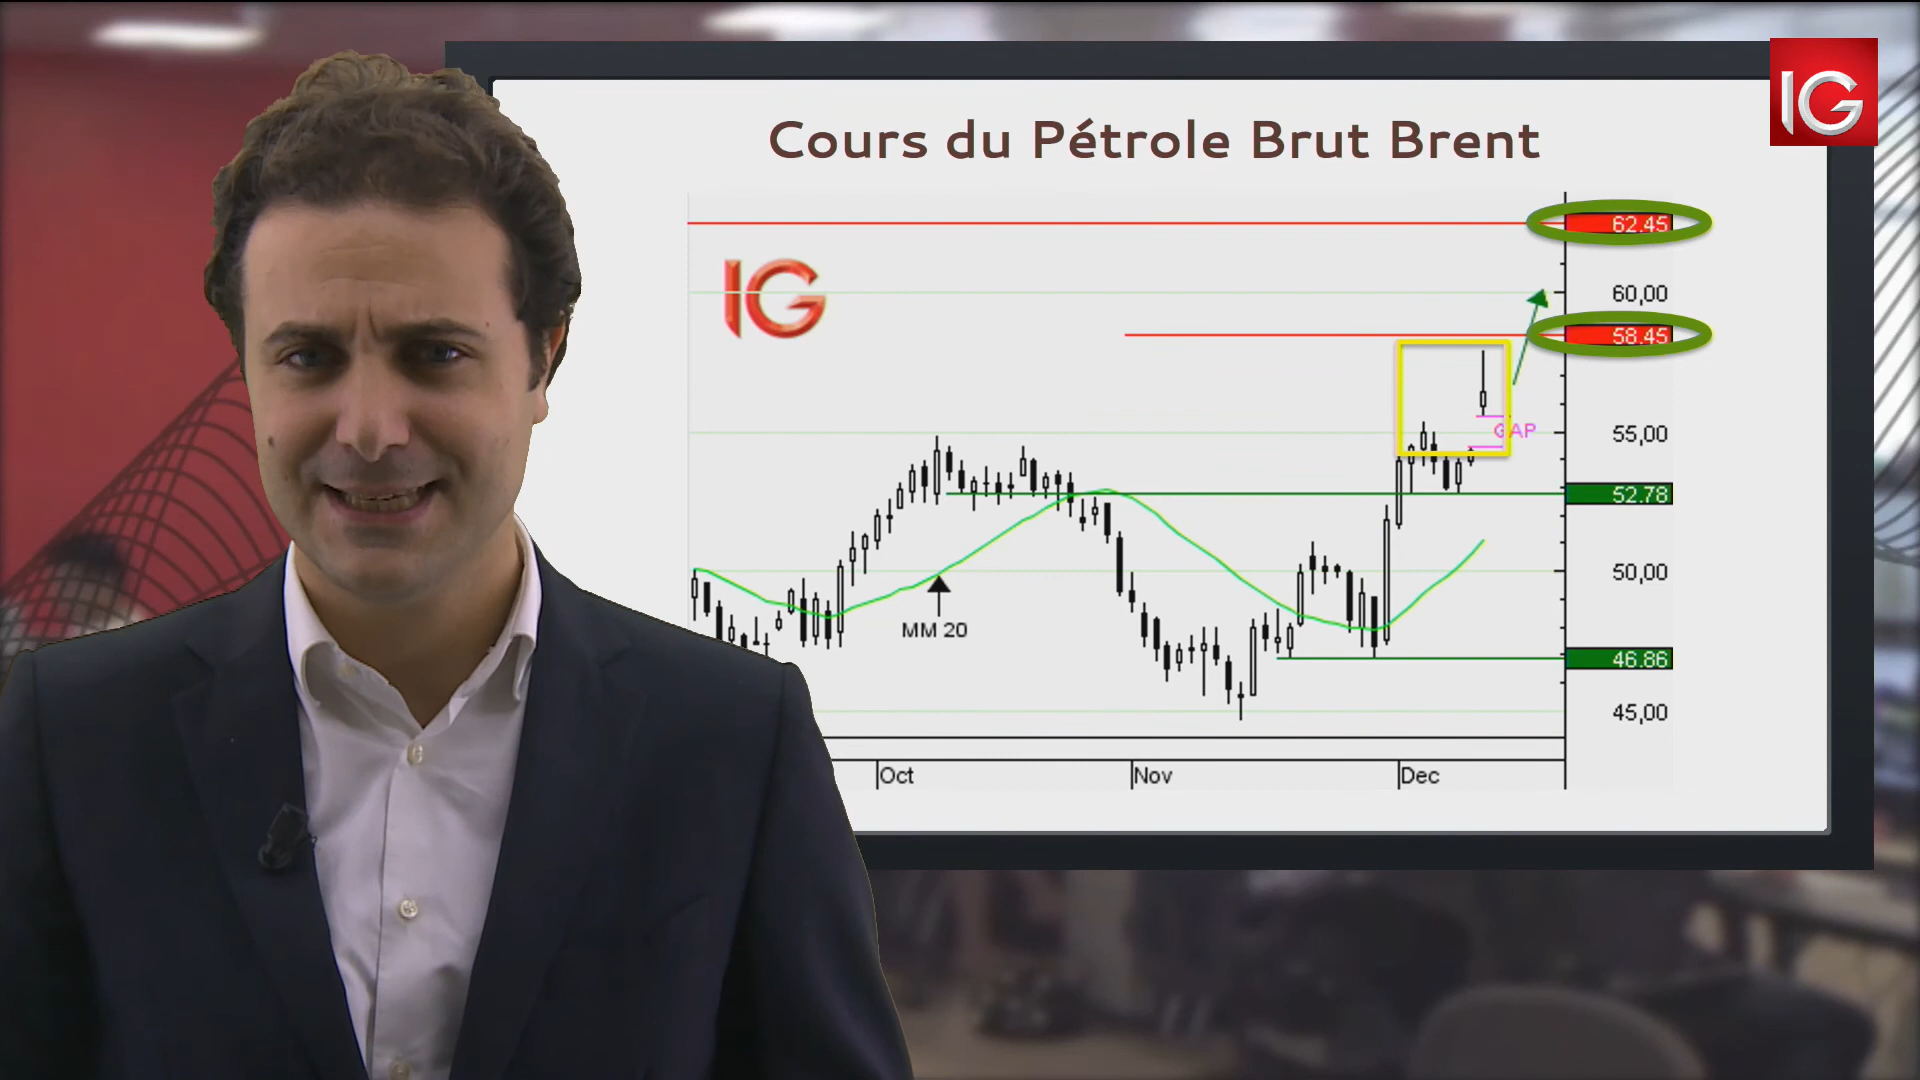 IG
Cours du Pétrole Brut Brent
62.45
IG
60,00
58.45
GAP
55,00
52.78
50,00
MM 20
46.86
45,00
Oct
Nov
Dec